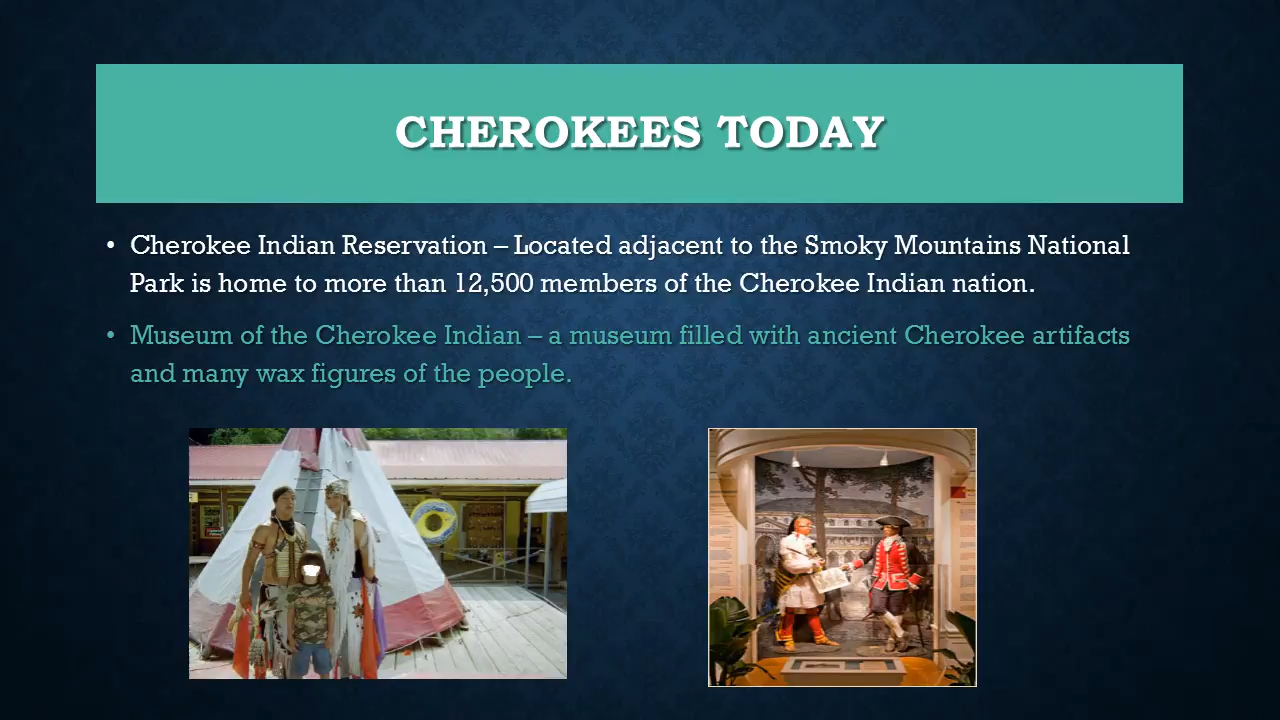 CHEROKEES TODAY
• Cherokee Indian Reservation – Located adjacent to the Smoky Mountains National
Park is home to more than 12,500 members of the Cherokee Indian nation.
• Museum of the Cherokee Indian – a museum filled with ancient Cherokee artifacts
and many wax figures of the people.